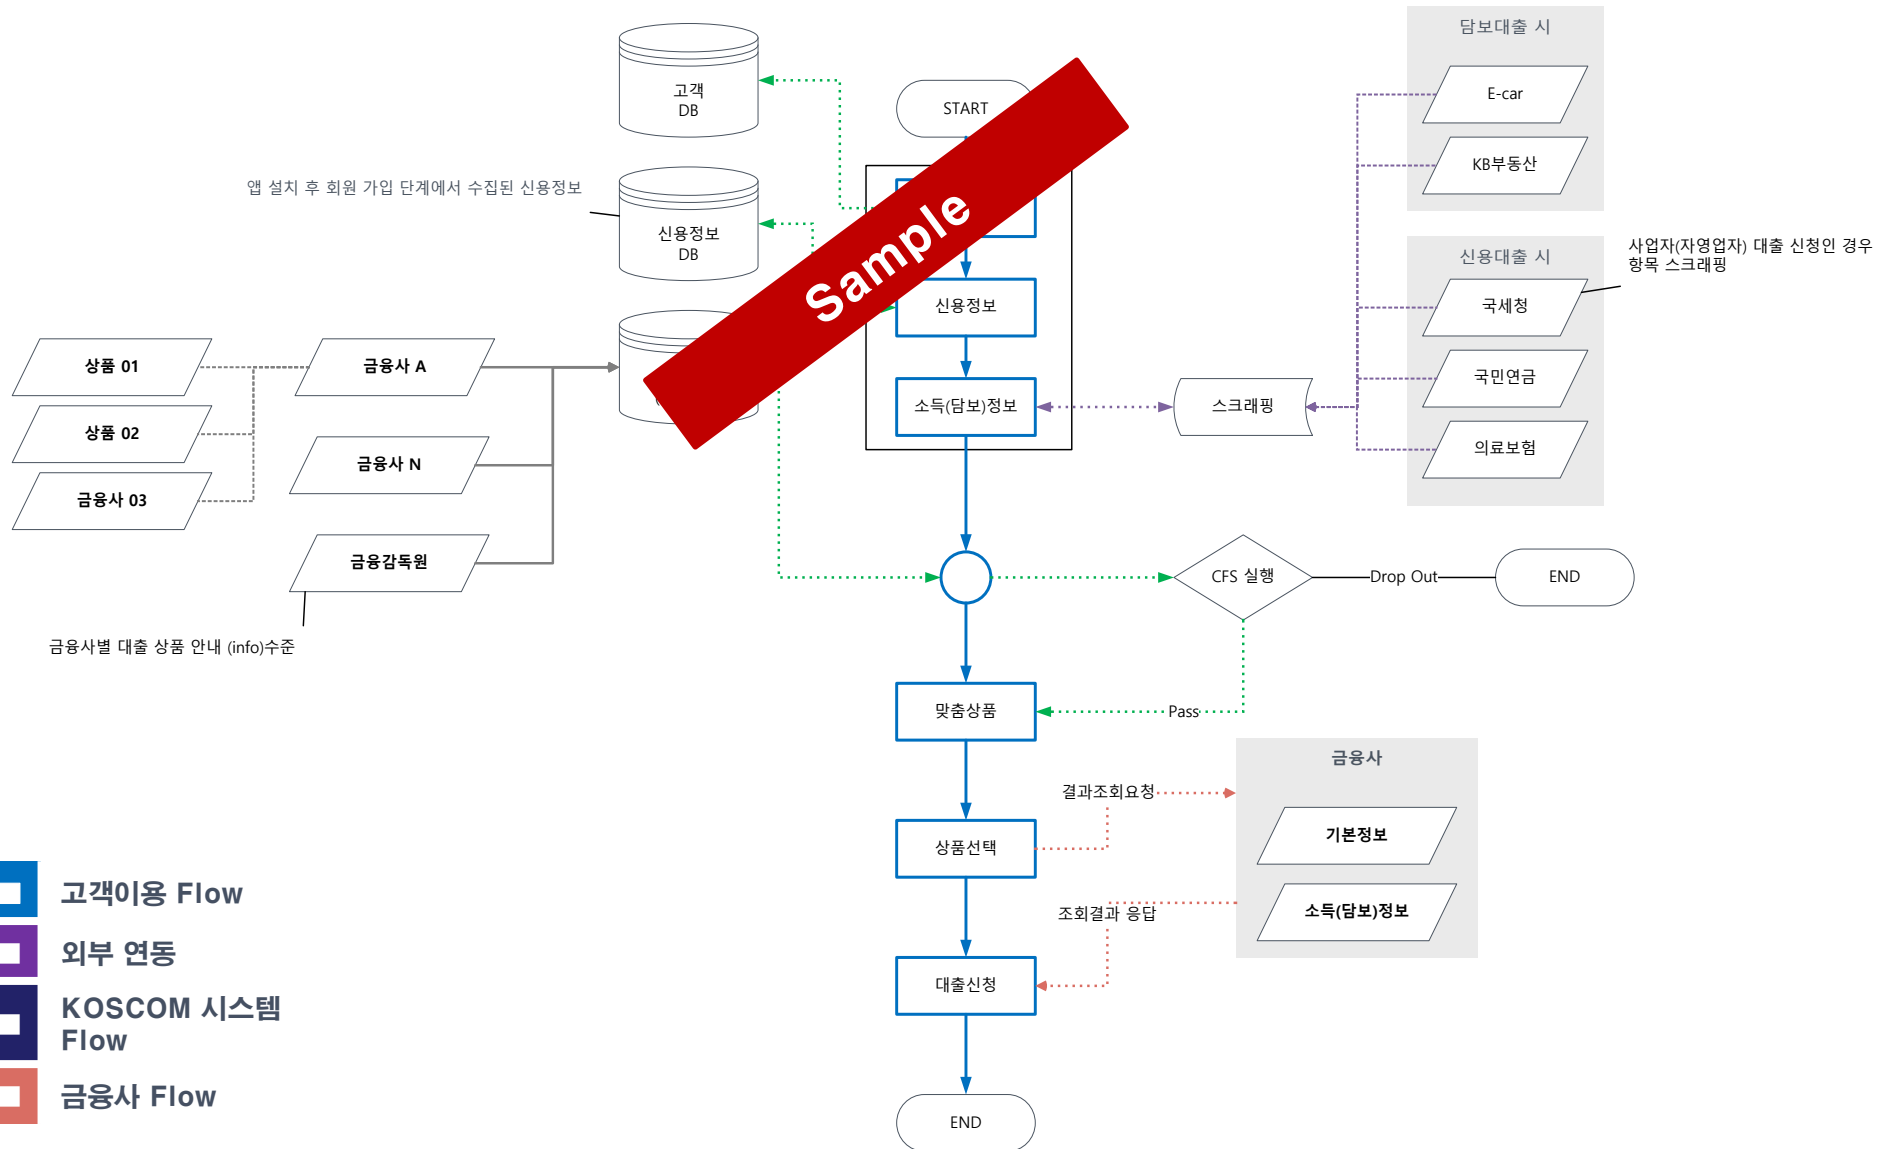 담보대출 시
E-car
KB부동산
고객
DB
START
앱 설치 후 회원 가입 단계에서 수집된 신용정보
신용정보
DB
Sample
사업자(자영업자) 대출 신청인 경우
항목 스크래핑
신용대출 시
국세청
국민연금
의료보험
신용정보
소득(담보)정보
스크래핑
상품 01
상품 02
금융사 03
금융사 A
금융사 N
금융감독원
금융사별 대출 상품 안내 (info)수준
CFS 실행
Drop Out
END
맞춤상품
Pass
금융사
결과조회요청
기본정보
상품선택
소득(담보)정보
조회결과 응답
대출신청
END
고객이용 Flow
외부 연동
KOSCOM 시스템
Flow
금융사 Flow